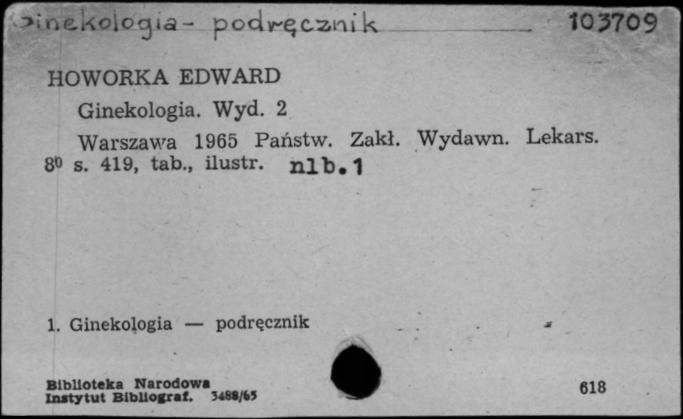 Ginekologia - podręcznik 103709
HOWORKA EDWARD
Ginekologia. Wyd. 2
Warszawa 1965 Państw. Zakł. Wydawn. Lekars.
8⁰ s. 419, tab., ilustr. nlb. 1
1. Ginekologia — podręcznik
Biblioteka Narodowa
Instytut Bibliograf. 3488/65 618